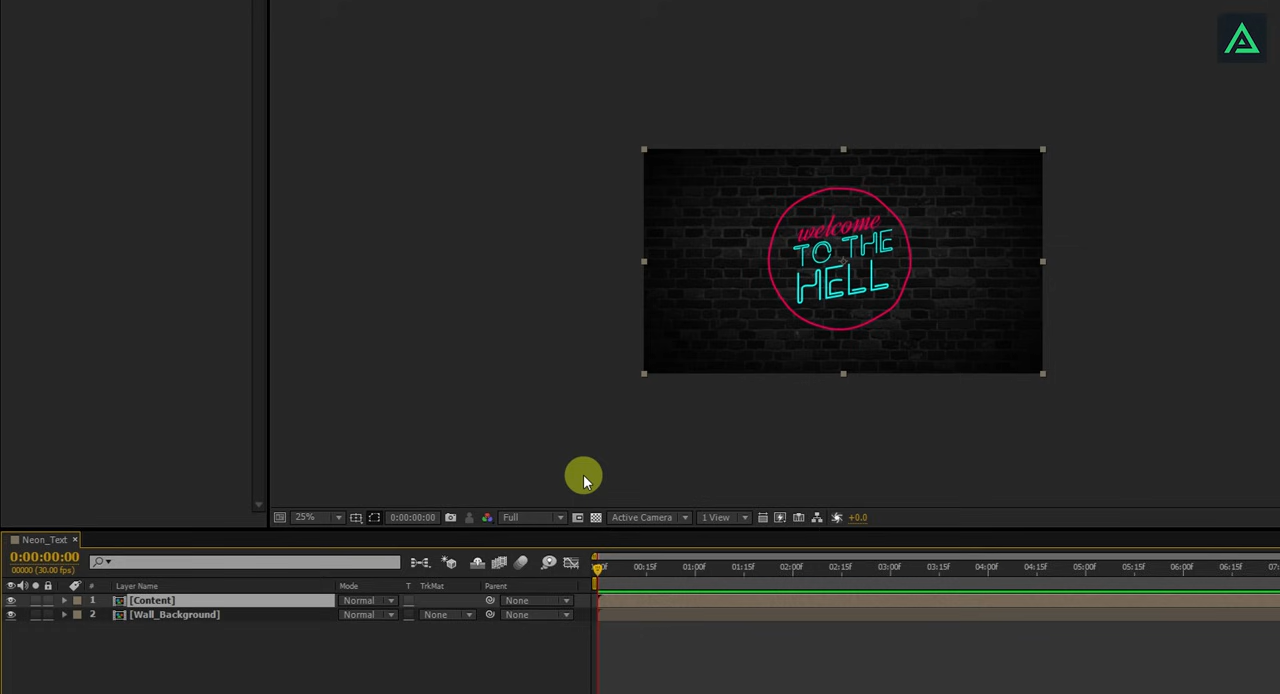 welcome
TO THE
HELL
25% 0:00:00:00 Full Active Camera 1 View +0.0
Neon_Text ×
0:00:00:00
00000 (30.00 fps)
00:15f 01:00f 01:15f 02:00f 02:15f 03:00f 03:15f 04:00f 04:15f 05:00f 05:15f 06:00f 06:15f
# Layer Name Mode T TrkMat Parent
1 [Content] Normal None
2 [Wall_Background] Normal None None